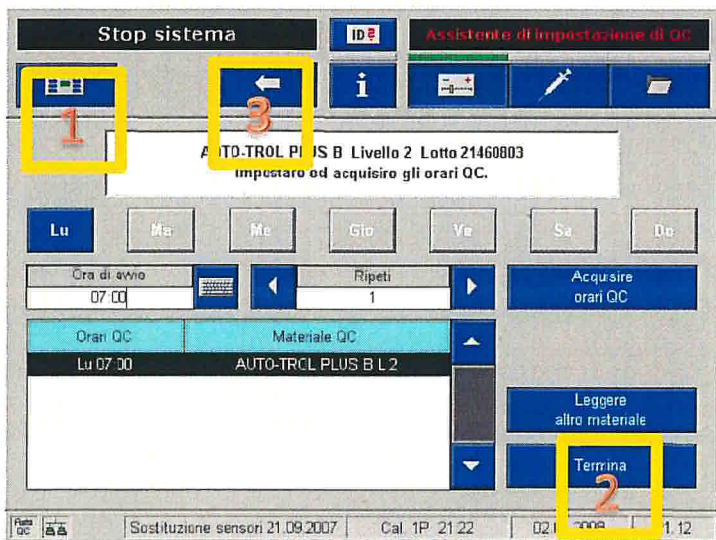 Stop sistema
ID
Assistente di impostazione di QC
i
1
3
AUTO-TROL PLUS B Livello 2 Lotto 21460803
Impostare ed acquisire gli orari QC.
Lu
Ma
Me
Gio
Ve
Sa
Do
Ora di avvio
07:00
Ripeti
1
Acquisire
orari QC
Orari QC
Materiale QC
Lu 07:00
AUTO-TROL PLUS B L 2
Leggere
altro materiale
Termina
2
Auto
QC
Sostituzione sensori 21.09.2007
Cal. 1P 21:22